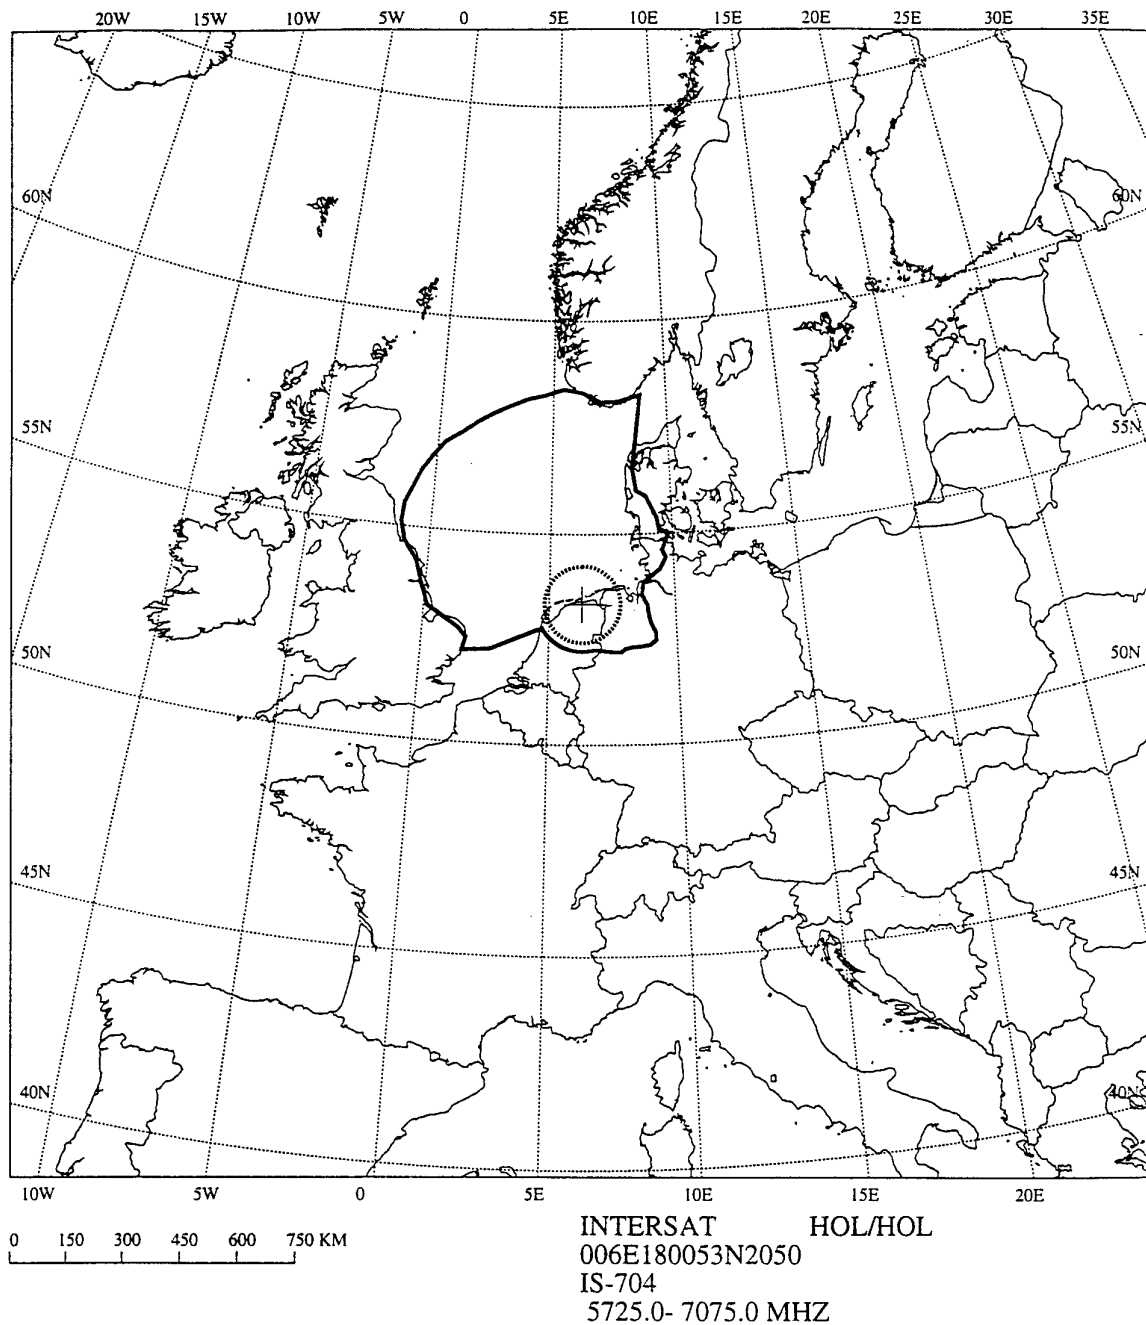 20W 15W 10W 5W 0 5E 10E 15E 20E 25E 30E 35E
60N 60N
55N 55N
50N 50N
45N 45N
40N 40N
10W 5W 0 5E 10E 15E 20E
0 150 300 450 600 750 KM
INTERSAT HOL/HOL
006E180053N2050
IS-704
5725.0- 7075.0 MHZ